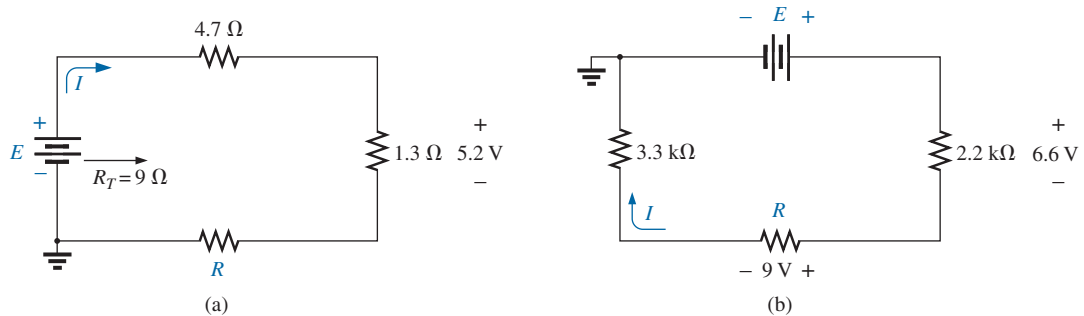 4.7 Ω
I
+
E
−
R_T = 9 Ω
1.3 Ω
+
5.2 V
−
R
(a)
− E +
3.3 kΩ
2.2 kΩ
+
6.6 V
−
I
R
− 9 V +
(b)